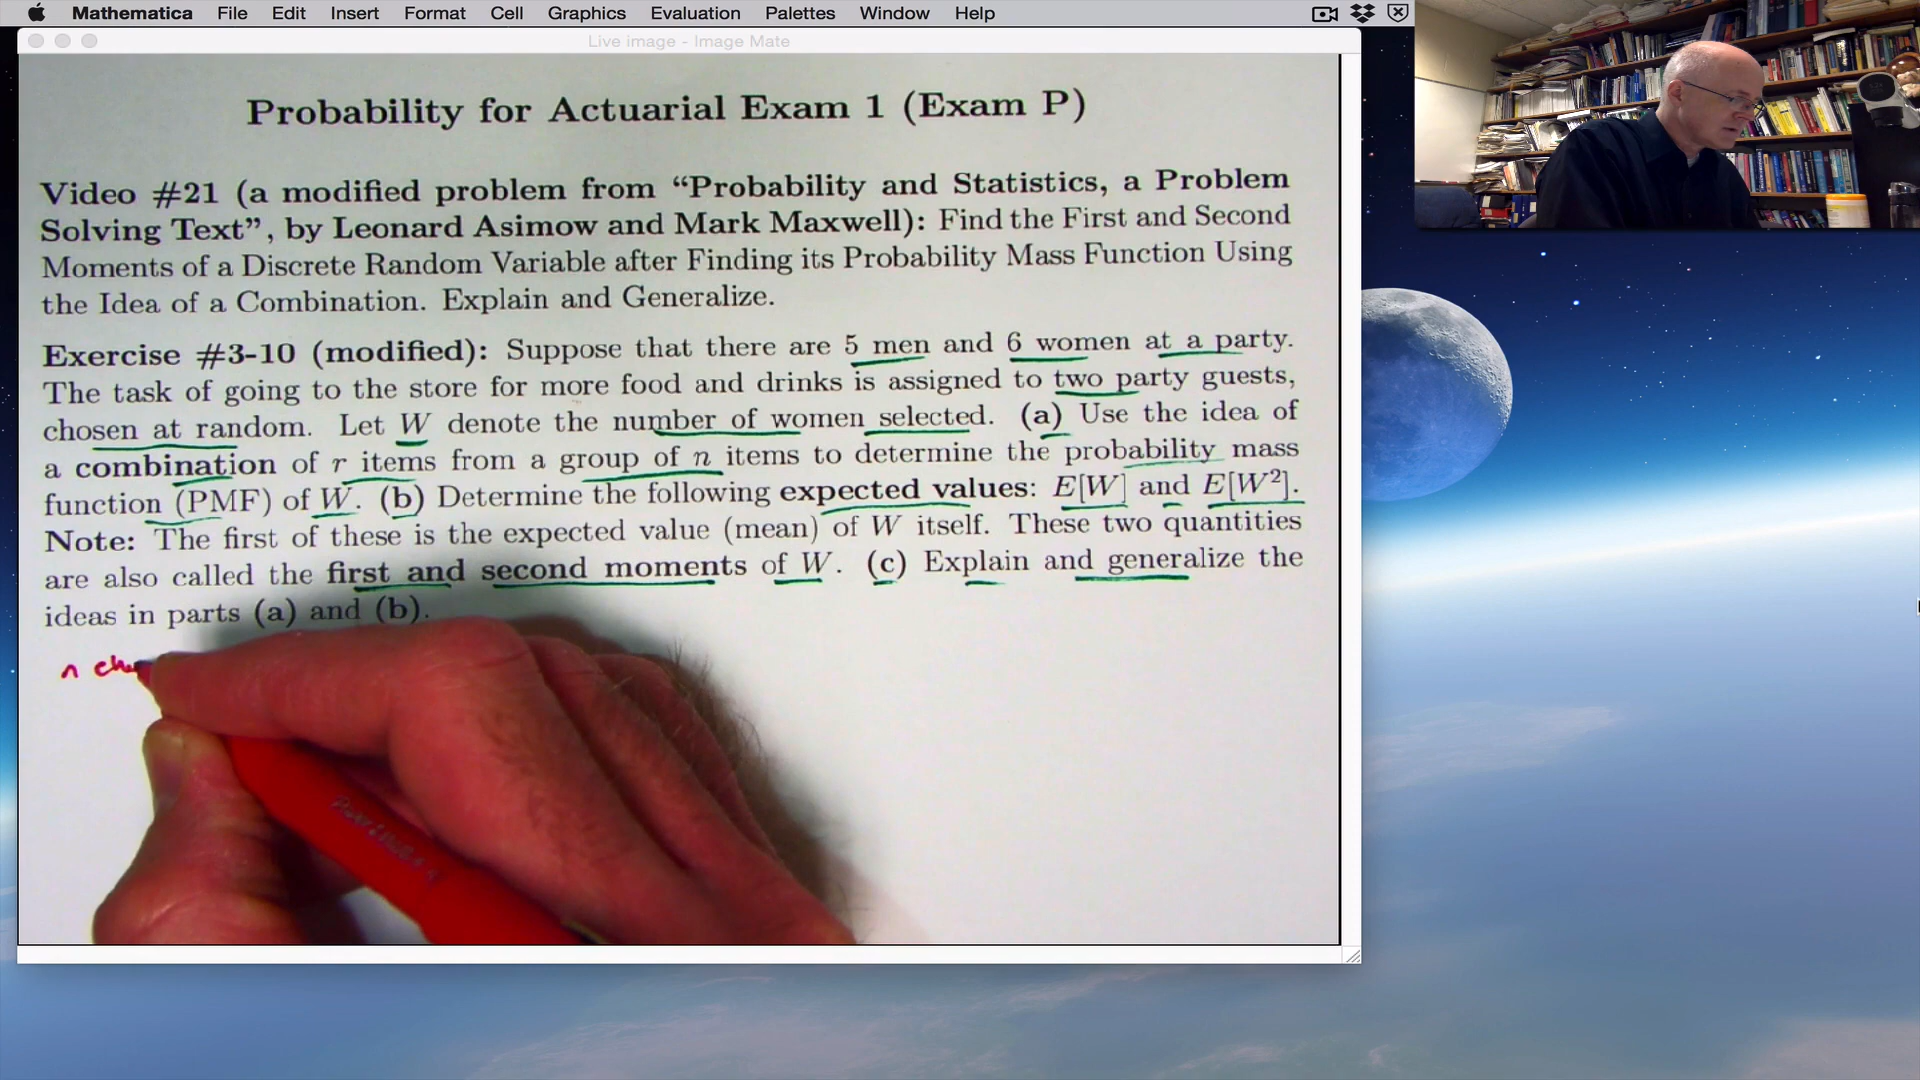 Mathematica File Edit Insert Format Cell Graphics Evaluation Palettes Window Help
Live image - Image Mate
Probability for Actuarial Exam 1 (Exam P)
Video #21 (a modified problem from “Probability and Statistics, a Problem
Solving Text”, by Leonard Asimow and Mark Maxwell): Find the First and Second
Moments of a Discrete Random Variable after Finding its Probability Mass Function Using
the Idea of a Combination. Explain and Generalize.
Exercise #3-10 (modified): Suppose that there are 5 men and 6 women at a party.
The task of going to the store for more food and drinks is assigned to two party guests,
chosen at random. Let W denote the number of women selected. (a) Use the idea of
a combination of r items from a group of n items to determine the probability mass
function (PMF) of W. (b) Determine the following expected values: E[W] and E[W²].
Note: The first of these is the expected value (mean) of W itself. These two quantities
are also called the first and second moments of W. (c) Explain and generalize the
ideas in parts (a) and (b).
n